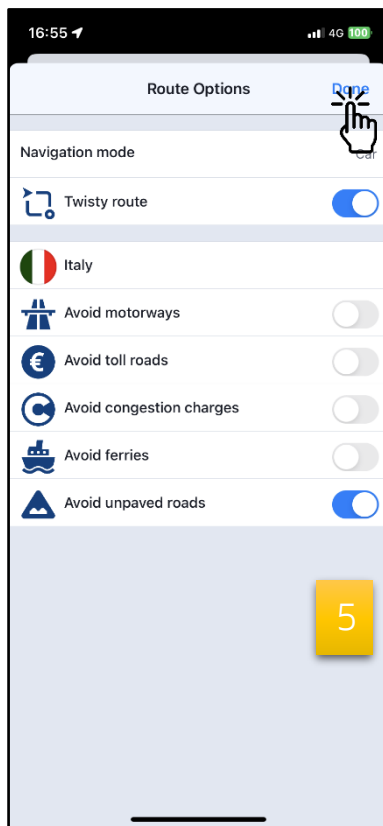 16:55 4G 100
Route Options Done
Navigation mode Car
Twisty route
Italy
Avoid motorways
Avoid toll roads
€
Avoid congestion charges
Avoid ferries
Avoid unpaved roads
5